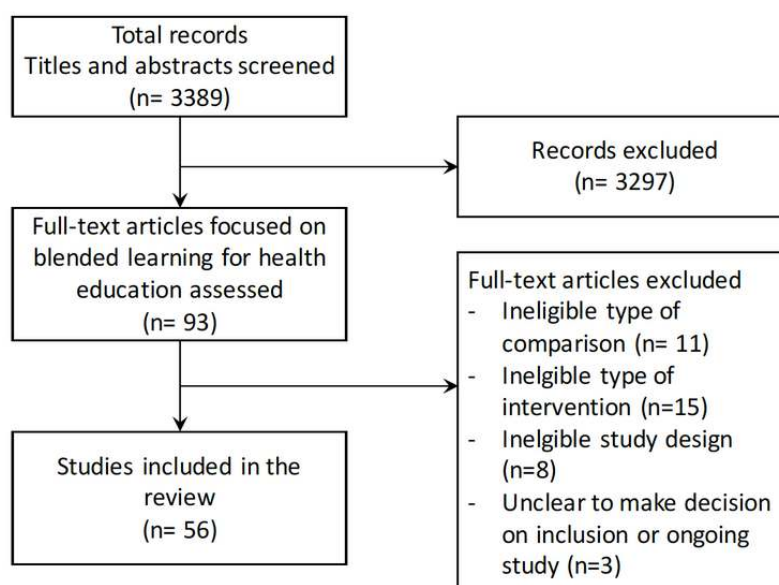 Total records
Titles and abstracts screened
(n= 3389)
Records excluded
(n= 3297)
Full-text articles focused on
blended learning for health
education assessed
(n= 93)
Full-text articles excluded
- Ineligible type of
comparison (n= 11)
- Inelgible type of
intervention (n=15)
- Inelgible study design
(n=8)
- Unclear to make decision
on inclusion or ongoing
study (n=3)
Studies included in the
review
(n= 56)